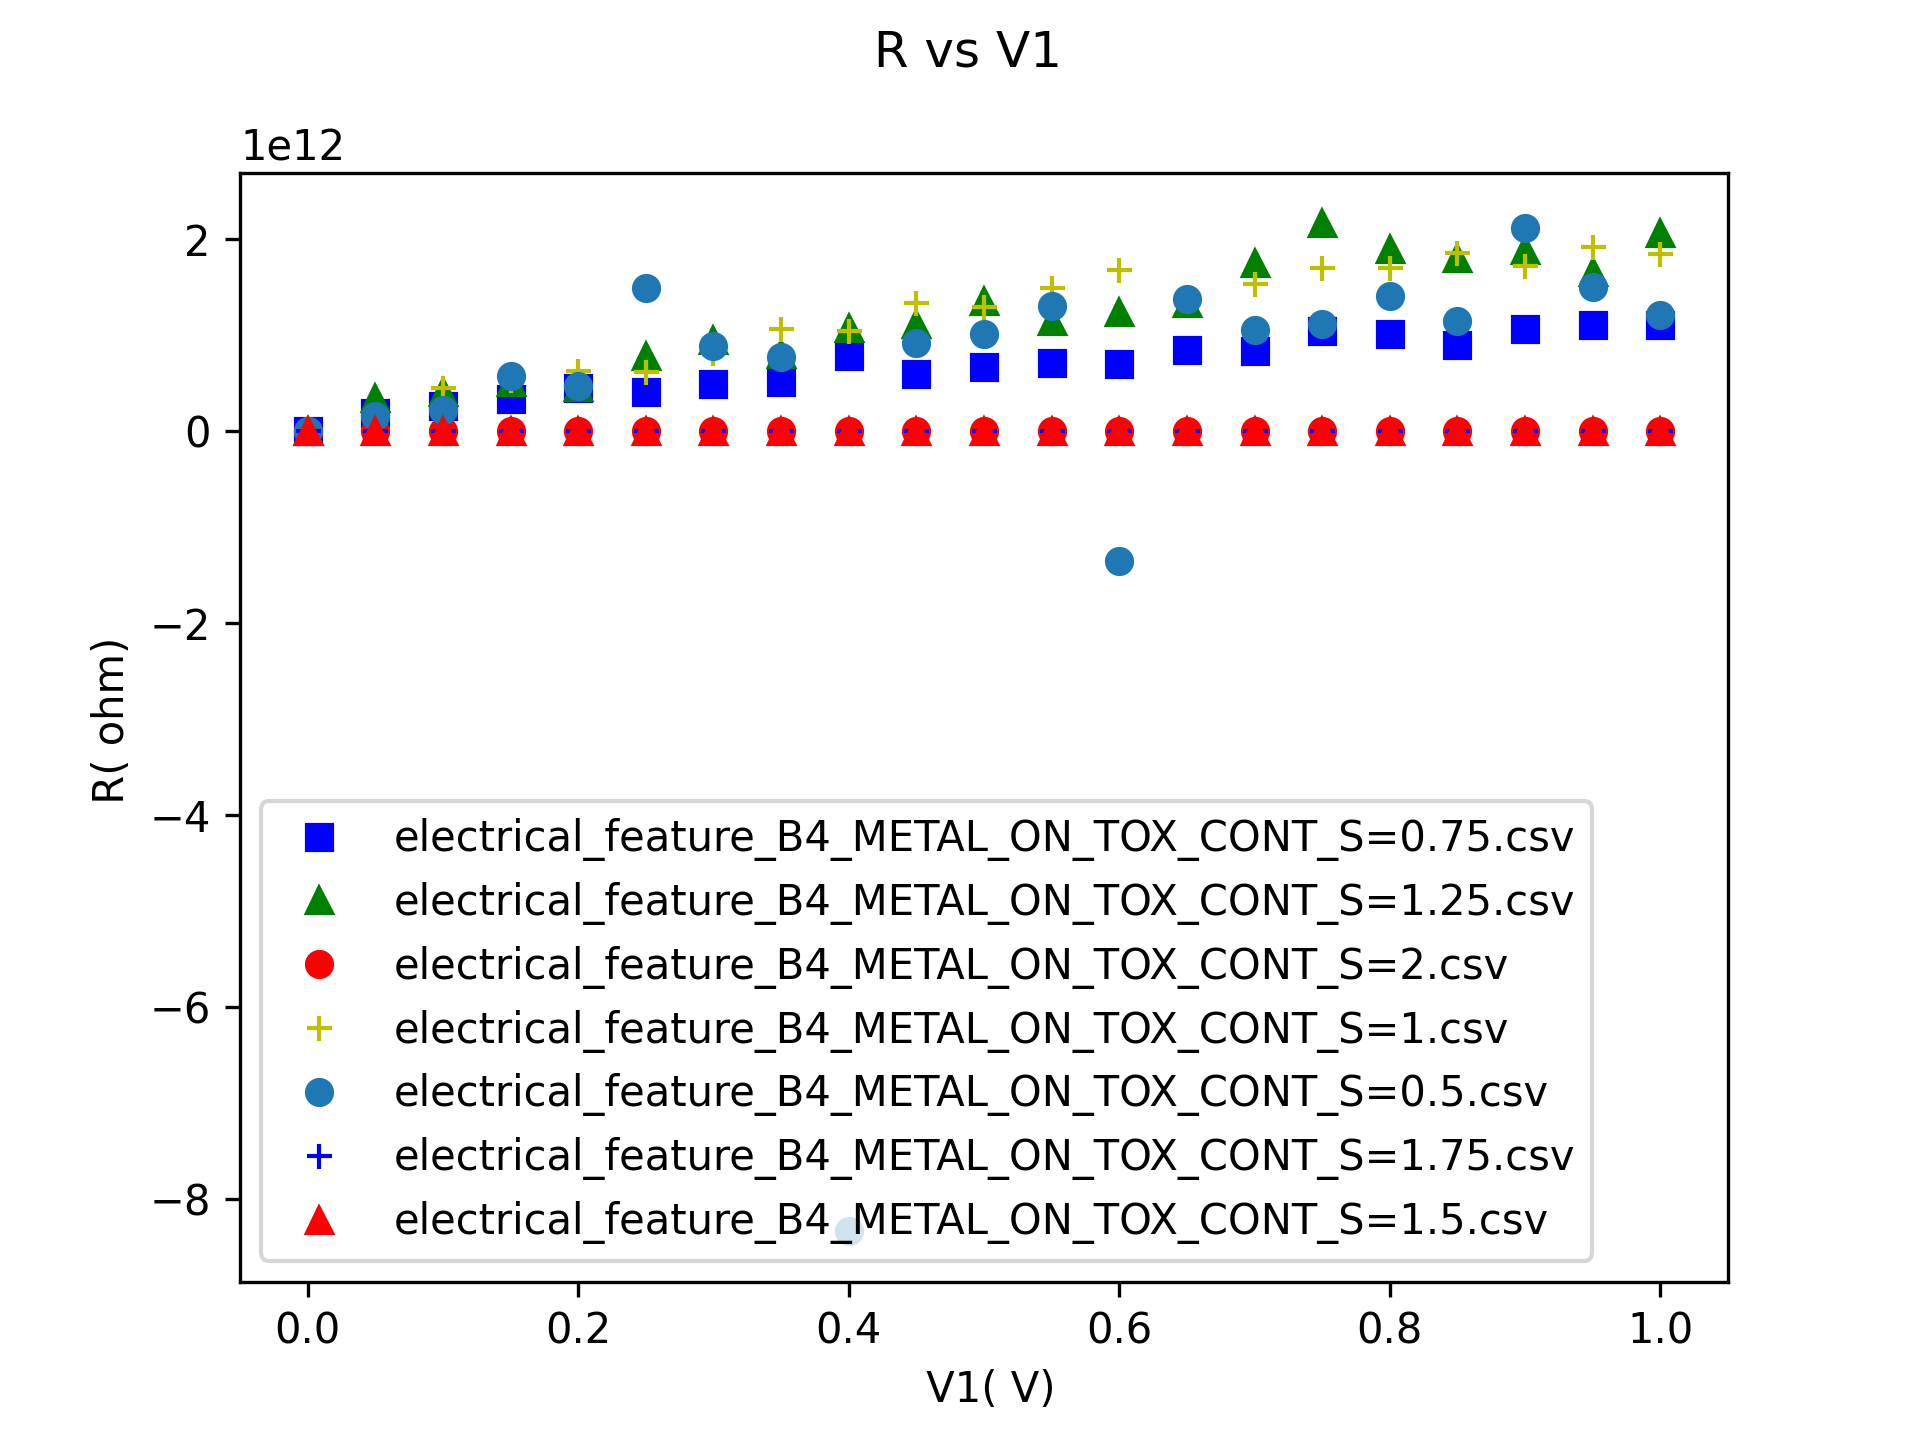 R vs V1
1e12
2
0
−2
−4
−6
−8
R( ohm)
electrical_feature_B4_METAL_ON_TOX_CONT_S=0.75.csv
electrical_feature_B4_METAL_ON_TOX_CONT_S=1.25.csv
electrical_feature_B4_METAL_ON_TOX_CONT_S=2.csv
electrical_feature_B4_METAL_ON_TOX_CONT_S=1.csv
electrical_feature_B4_METAL_ON_TOX_CONT_S=0.5.csv
electrical_feature_B4_METAL_ON_TOX_CONT_S=1.75.csv
electrical_feature_B4_METAL_ON_TOX_CONT_S=1.5.csv
0.0 0.2 0.4 0.6 0.8 1.0
V1( V)